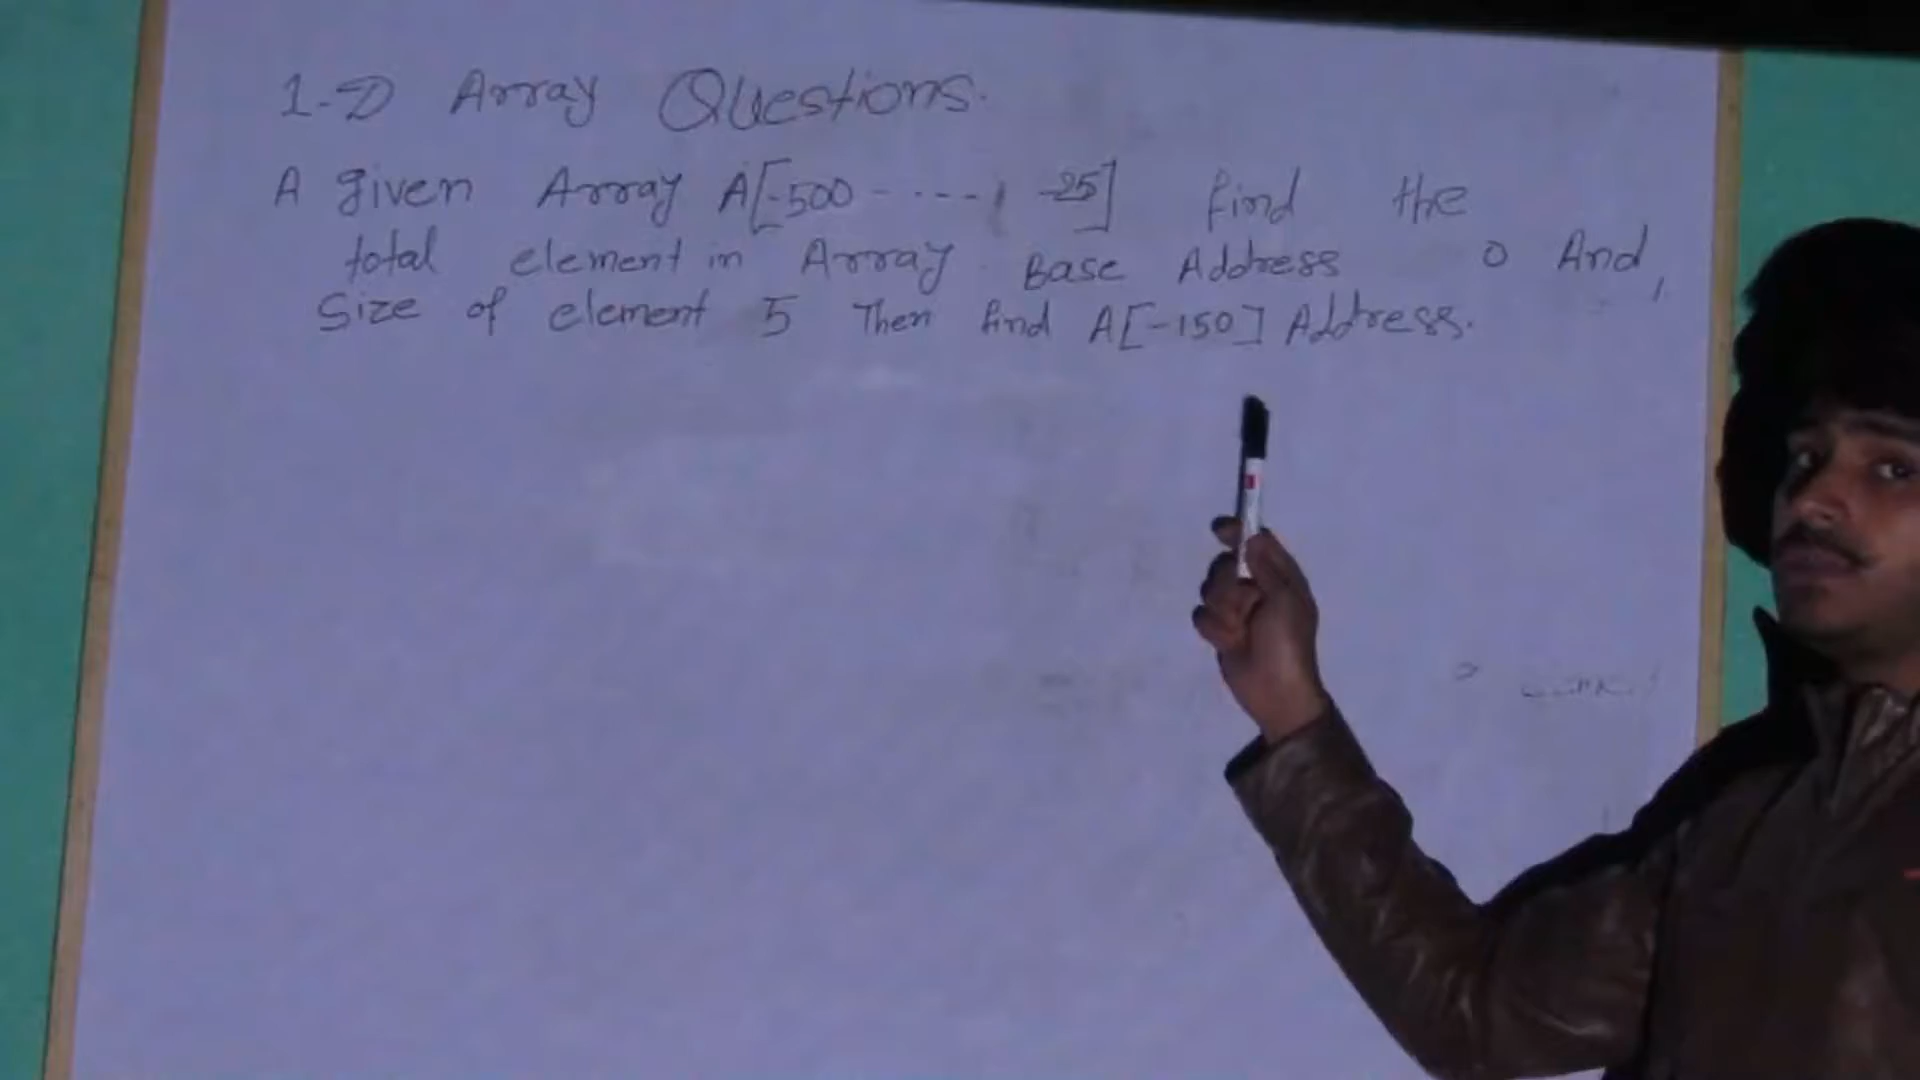 1-D Array Questions.
A given Array A[-500 - ...., -25] find the
total element in Array Base Address 0 And,
Size of element 5 Then find A[-150] Address.